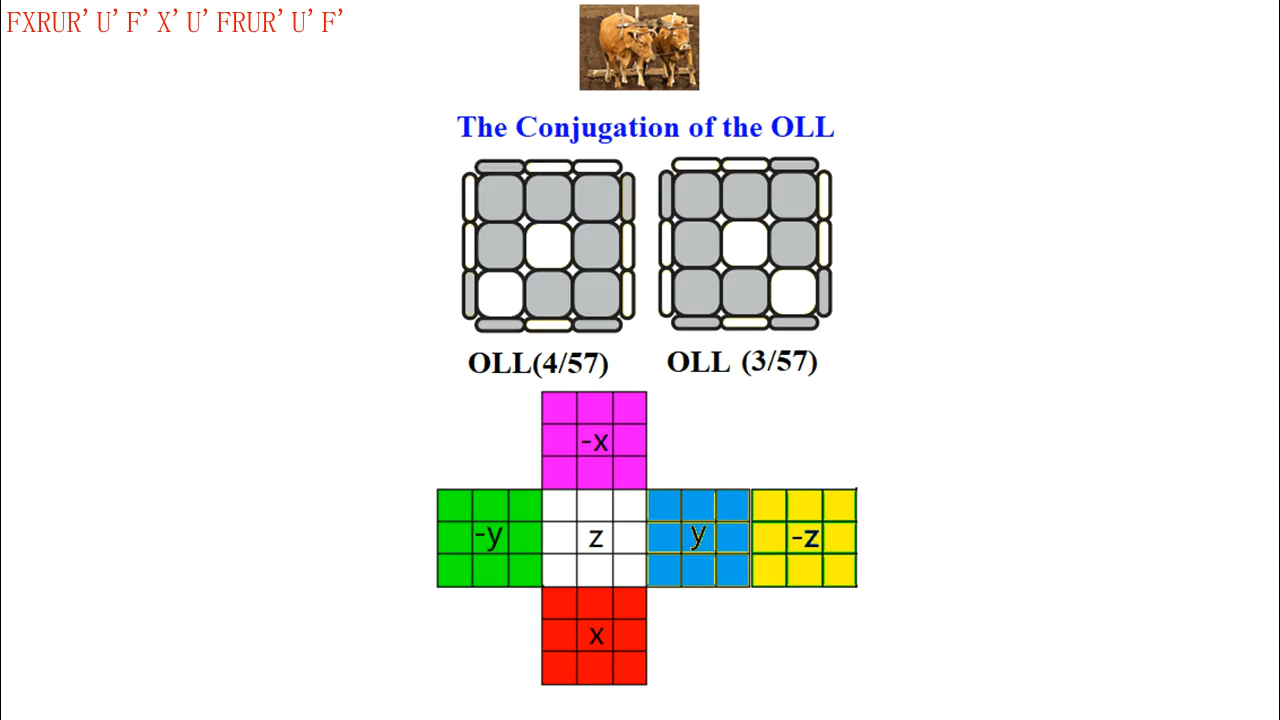 FXRUR'U'F'X'U'FRUR'U'F'
The Conjugation of the OLL
OLL(4/57)
OLL (3/57)
-x
-y
z
y
-z
x